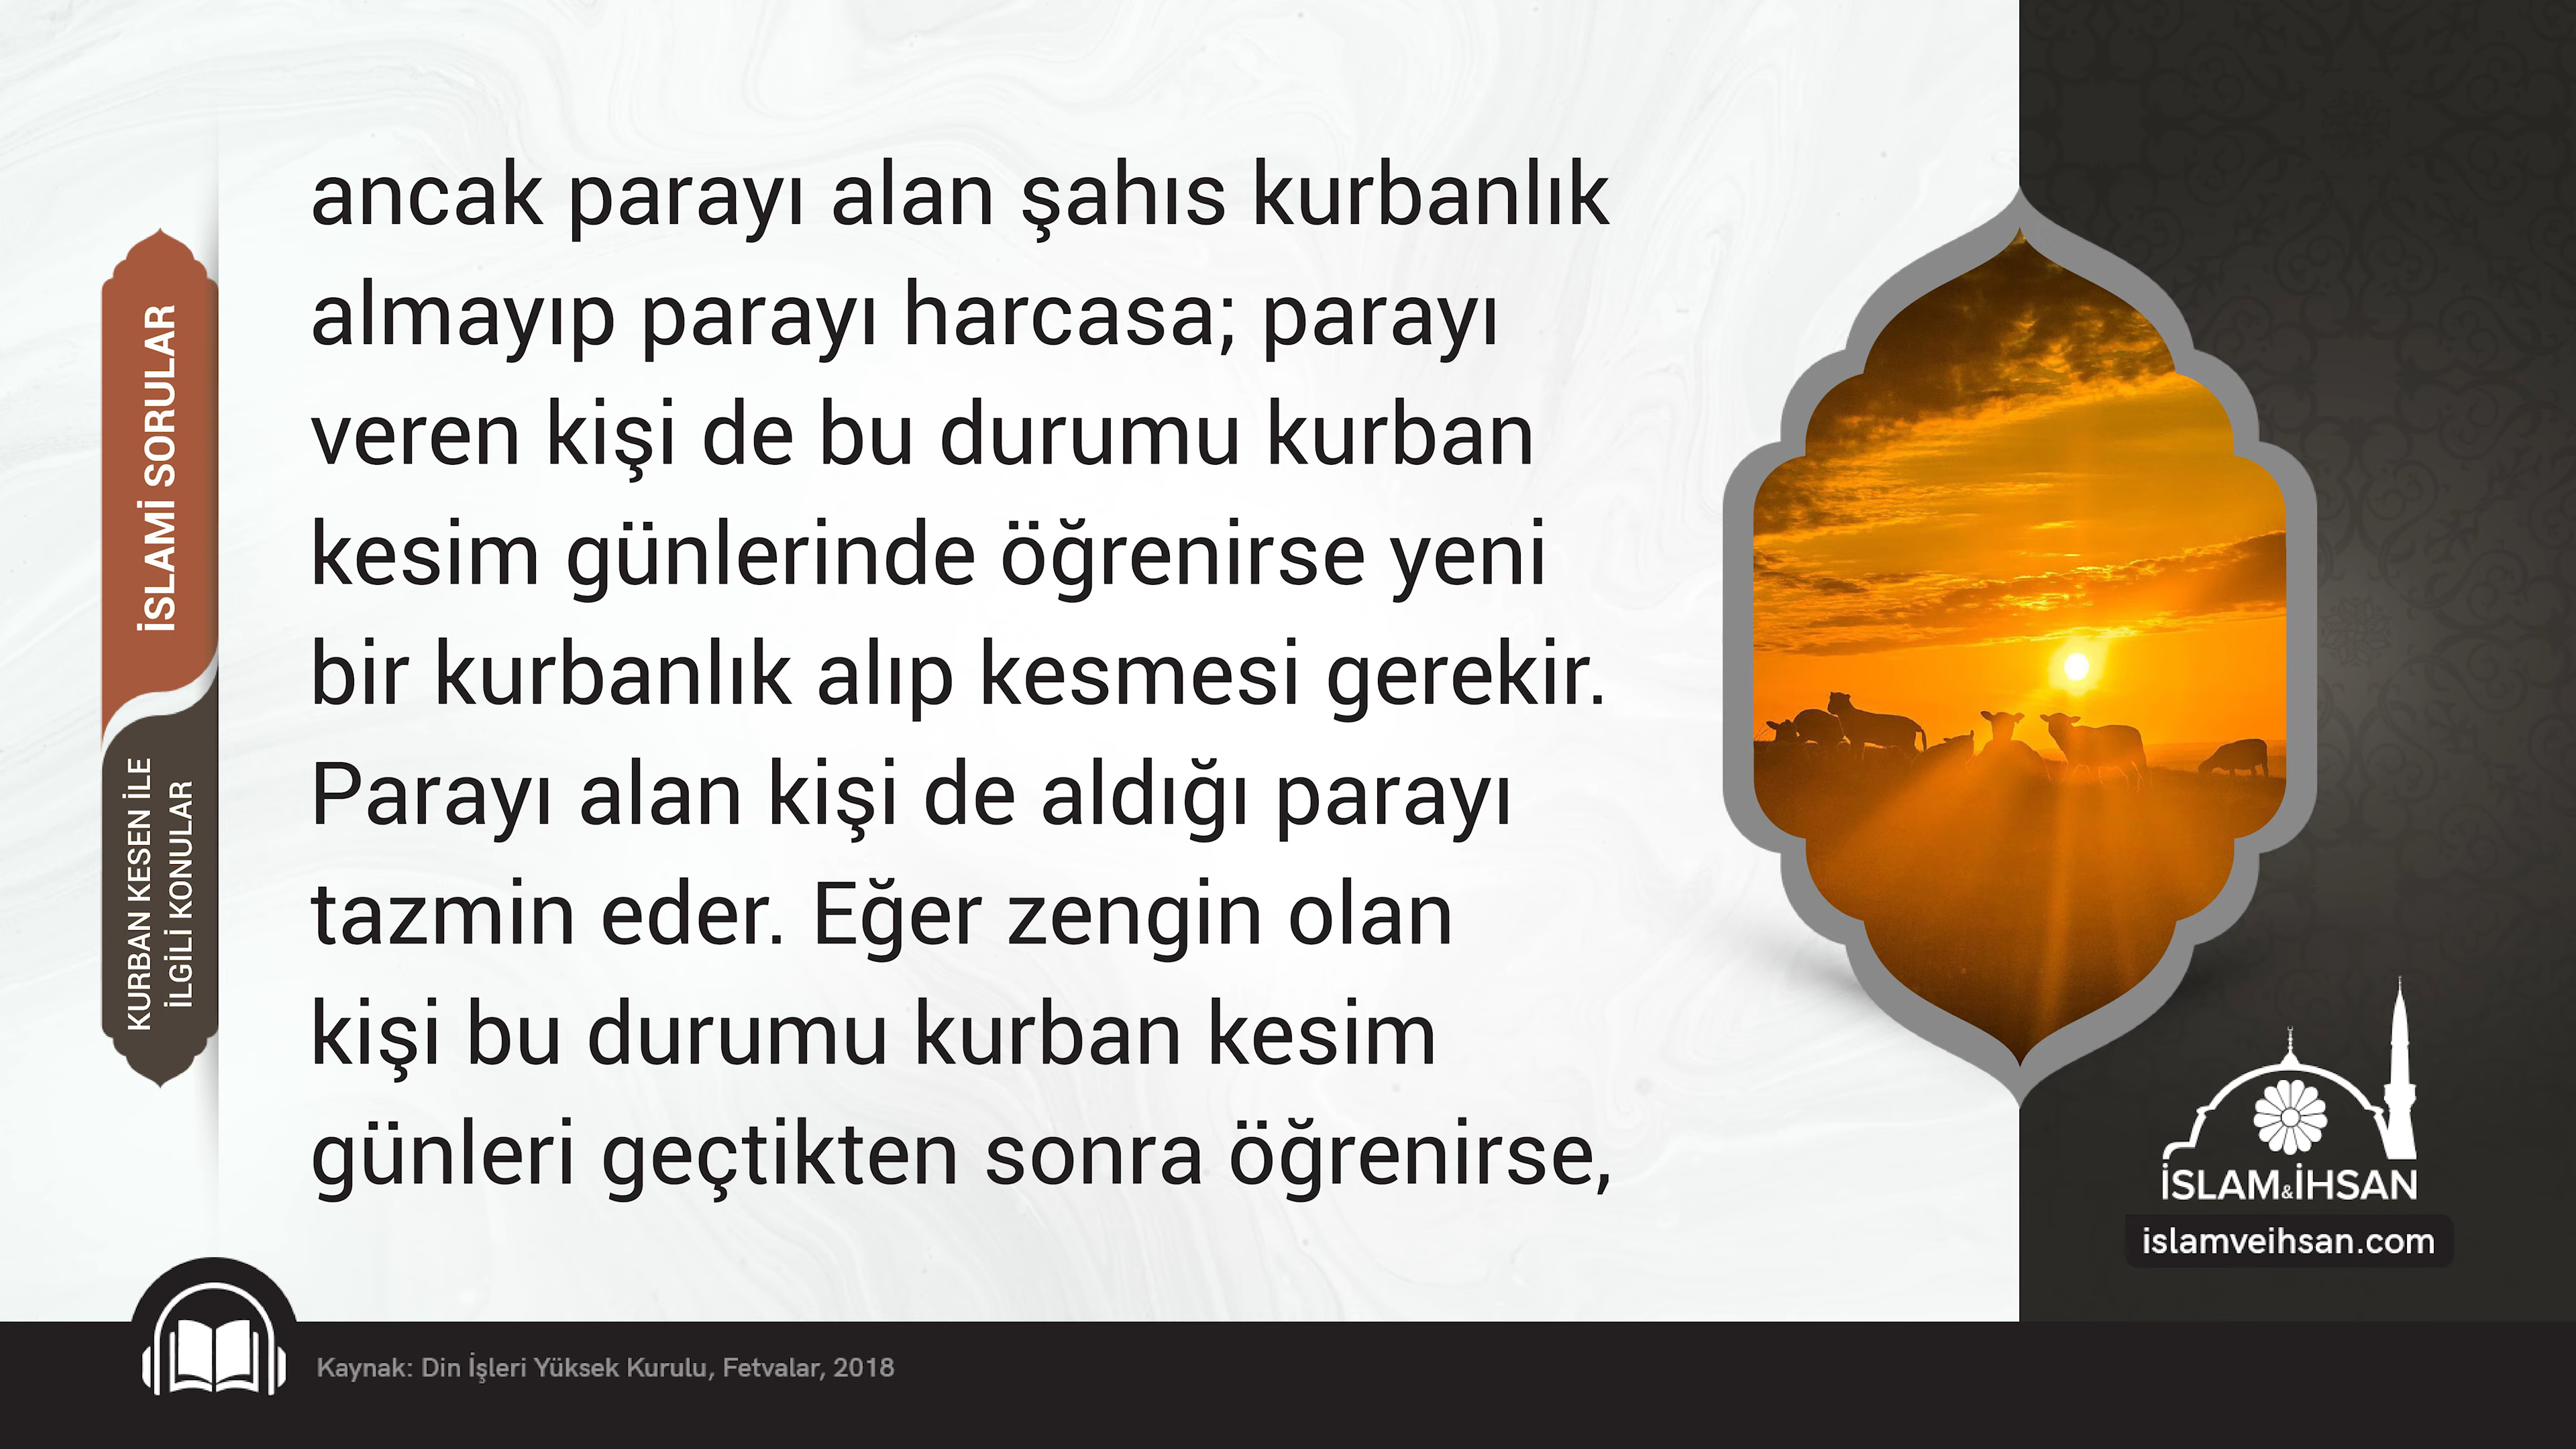 İSLAMİ SORULAR
KURBAN KESEN İLE
İLGİLİ KONULAR
ancak parayı alan şahıs kurbanlık
almayıp parayı harcasa; parayı
veren kişi de bu durumu kurban
kesim günlerinde öğrenirse yeni
bir kurbanlık alıp kesmesi gerekir.
Parayı alan kişi de aldığı parayı
tazmin eder. Eğer zengin olan
kişi bu durumu kurban kesim
günleri geçtikten sonra öğrenirse,
İSLAM&İHSAN
islamveihsan.com
Kaynak: Din İşleri Yüksek Kurulu, Fetvalar, 2018